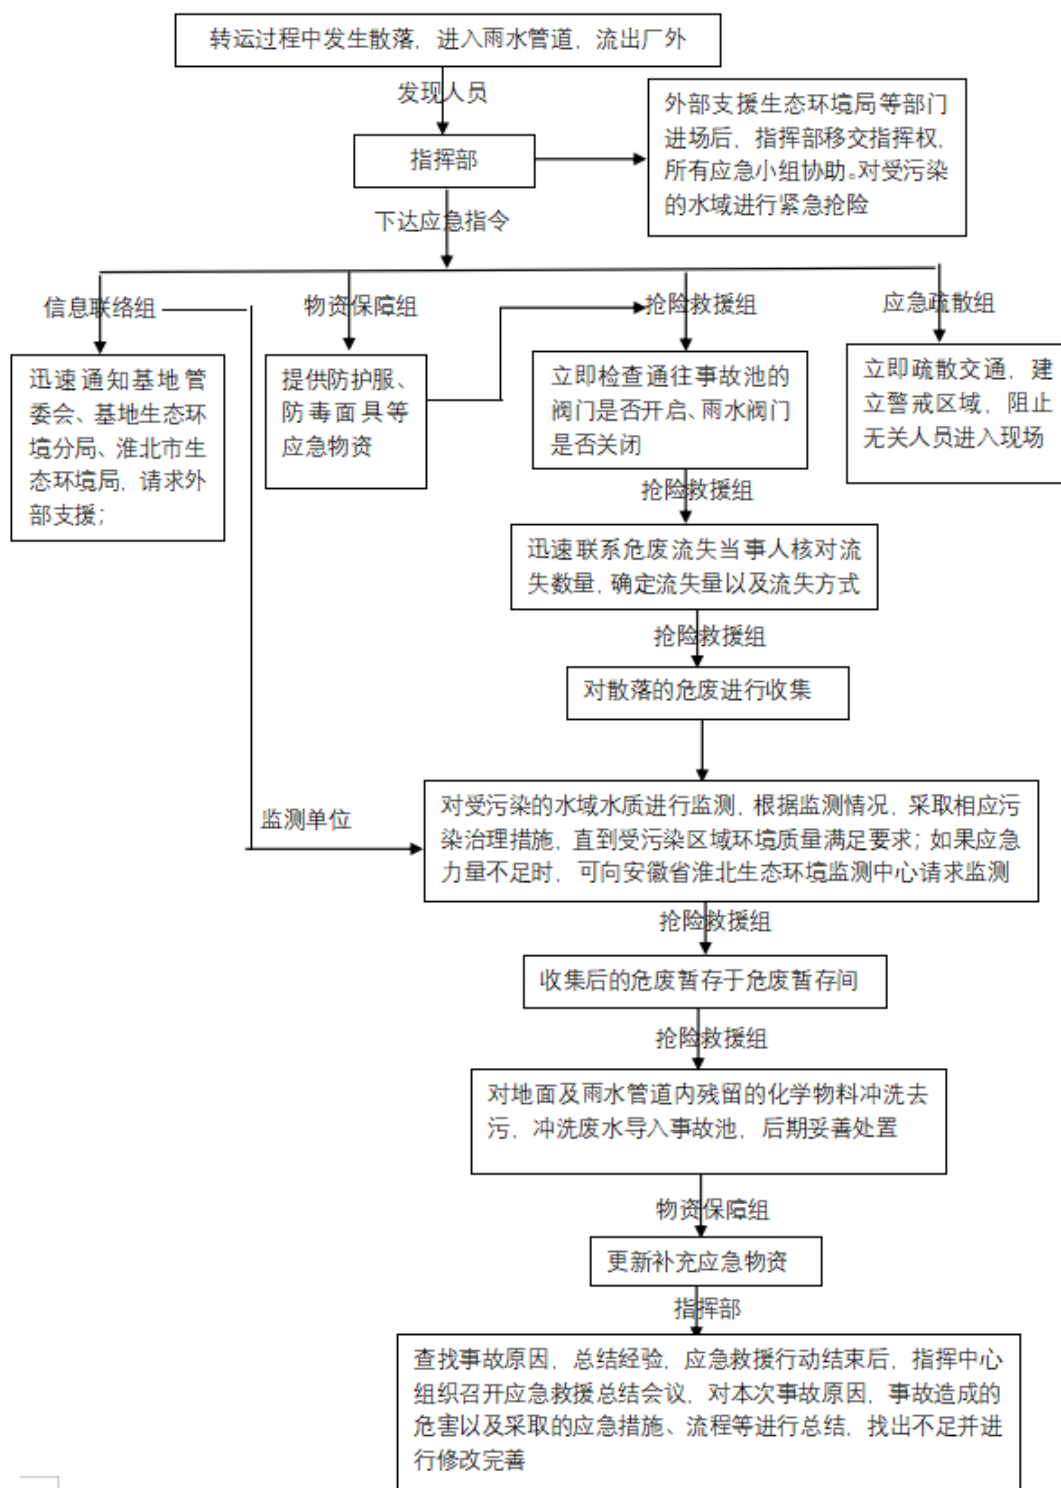 转运过程中发生散落，进入雨水管道，流出厂外
发现人员
指挥部
外部支援生态环境局等部门
进场后，指挥部移交指挥权，
所有应急小组协助。对受污染
的水域进行紧急抢险
下达应急指令
信息联络组
物资保障组
抢险救援组
应急疏散组
迅速通知基地管
委会、基地生态环
境分局、淮北市生
态环境局，请求外
部支援；
提供防护服、
防毒面具等
应急物资
立即检查通往事故池的
阀门是否开启、雨水阀门
是否关闭
立即疏散交通，建
立警戒区域，阻止
无关人员进入现场
抢险救援组
迅速联系危废流失当事人核对流
失数量，确定流失量以及流失方式
抢险救援组
对散落的危废进行收集
监测单位
对受污染的水域水质进行监测，根据监测情况，采取相应污
染治理措施，直到受污染区域环境质量满足要求；如果应急
力量不足时，可向安徽省淮北生态环境监测中心请求监测
抢险救援组
收集后的危废暂存于危废暂存间
抢险救援组
对地面及雨水管道内残留的化学物料冲洗去
污，冲洗废水导入事故池，后期妥善处置
物资保障组
更新补充应急物资
指挥部
查找事故原因，总结经验，应急救援行动结束后，指挥中心
组织召开应急救援总结会议，对本次事故原因，事故造成的
危害以及采取的应急措施、流程等进行总结，找出不足并进
行修改完善